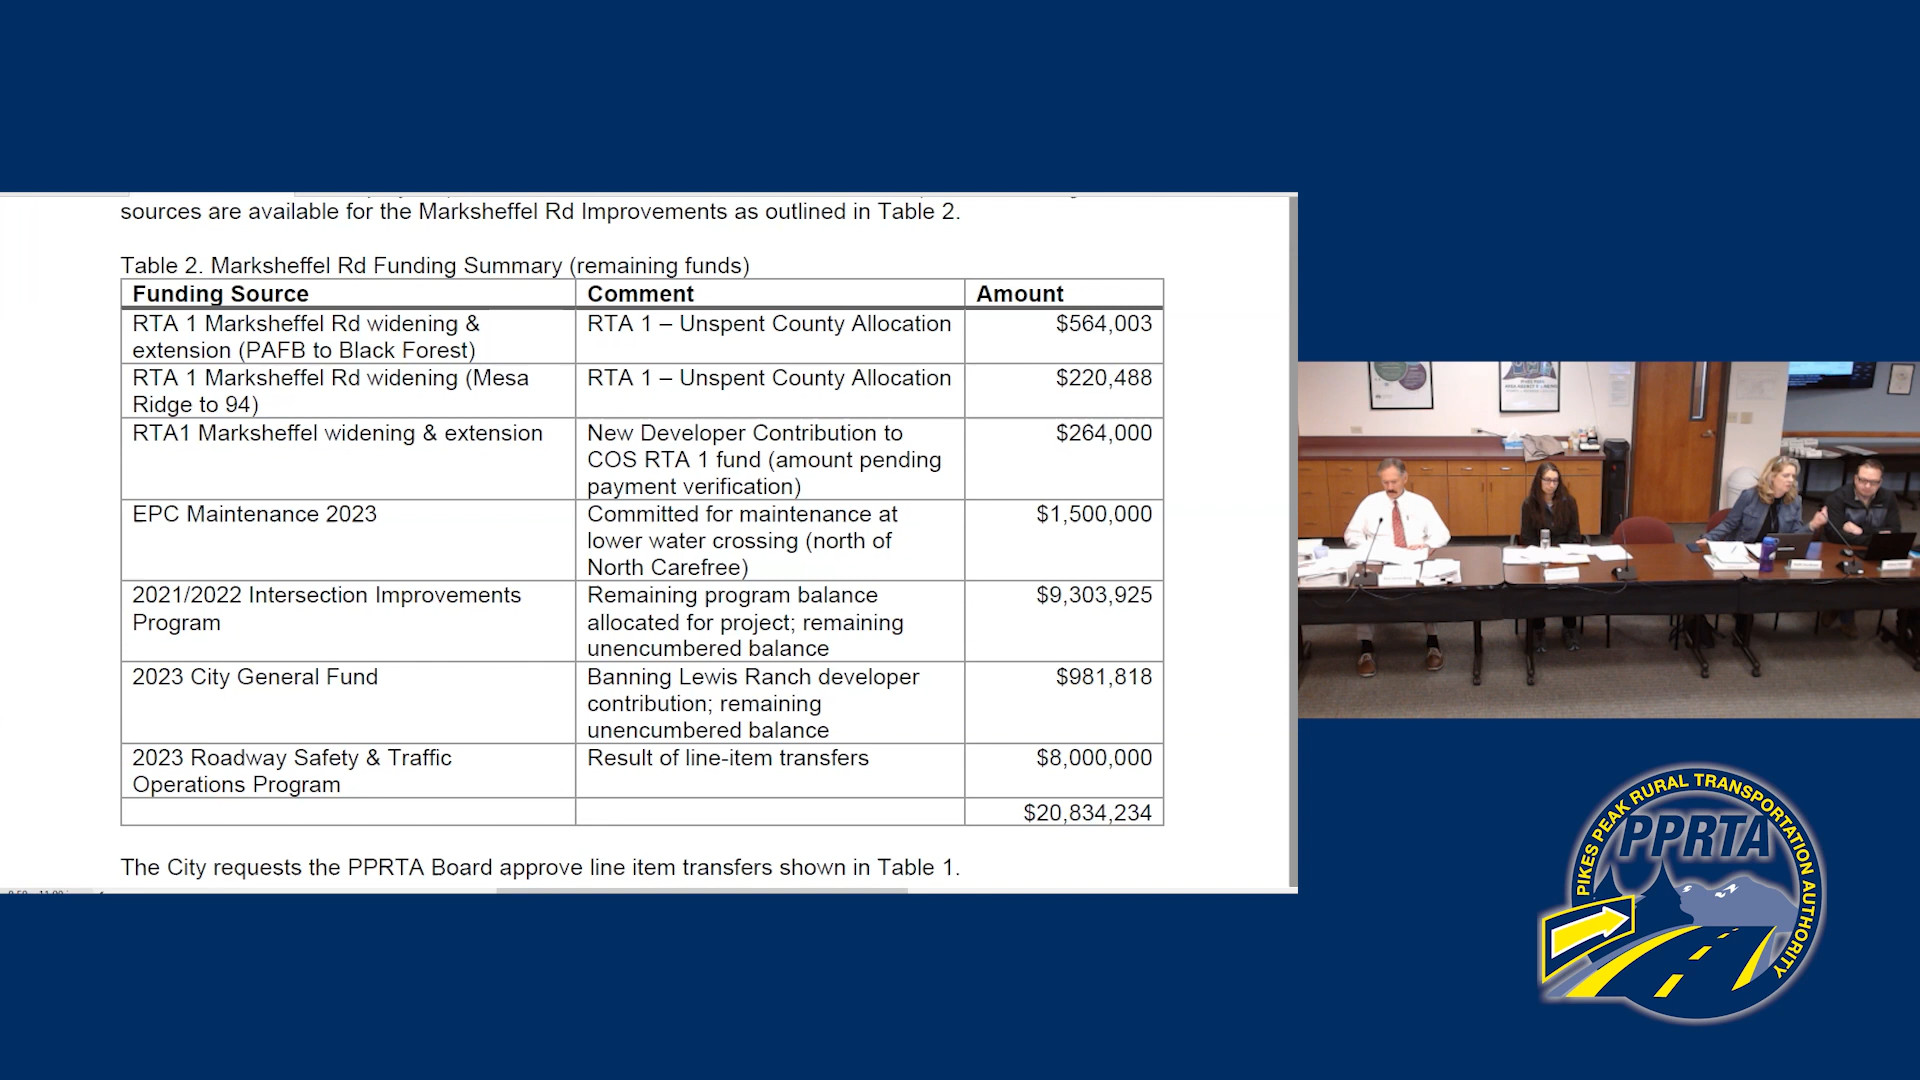 sources are available for the Marksheffel Rd Improvements as outlined in Table 2.
Table 2. Marksheffel Rd Funding Summary (remaining funds)
Funding Source Comment Amount
RTA 1 Marksheffel Rd widening & RTA 1 – Unspent County Allocation $564,003
extension (PAFB to Black Forest)
RTA 1 Marksheffel Rd widening (Mesa RTA 1 – Unspent County Allocation $220,488
Ridge to 94)
RTA1 Marksheffel widening & extension New Developer Contribution to $264,000
COS RTA 1 fund (amount pending
payment verification)
EPC Maintenance 2023 Committed for maintenance at $1,500,000
lower water crossing (north of
North Carefree)
2021/2022 Intersection Improvements Remaining program balance $9,303,925
Program allocated for project; remaining
unencumbered balance
2023 City General Fund Banning Lewis Ranch developer $981,818
contribution; remaining
unencumbered balance
2023 Roadway Safety & Traffic Result of line-item transfers $8,000,000
Operations Program
$20,834,234
The City requests the PPRTA Board approve line item transfers shown in Table 1.
PIKES PEAK RURAL TRANSPORTATION AUTHORITY
PPRTA